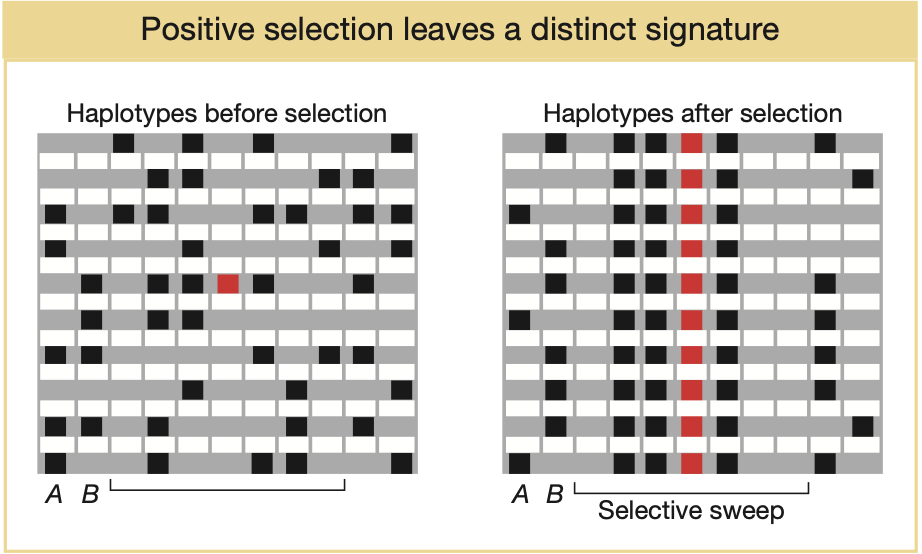 Positive selection leaves a distinct signature
Haplotypes before selection
Haplotypes after selection
A B
A B
Selective sweep